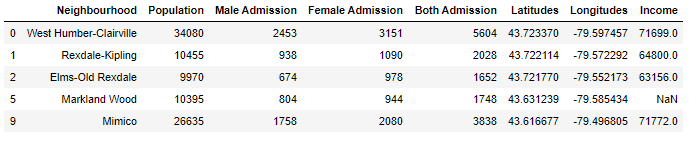 Neighbourhood Population Male Admission Female Admission Both Admission Latitudes Longitudes Income
0 West Humber-Clairville 34080 2453 3151 5604 43.723370 -79.597457 71699.0
1 Rexdale-Kipling 10455 938 1090 2028 43.722114 -79.572292 64800.0
2 Elms-Old Rexdale 9970 674 978 1652 43.721770 -79.552173 63156.0
5 Markland Wood 10395 804 944 1748 43.631239 -79.585434 NaN
9 Mimico 26635 1758 2080 3838 43.616677 -79.496805 71772.0